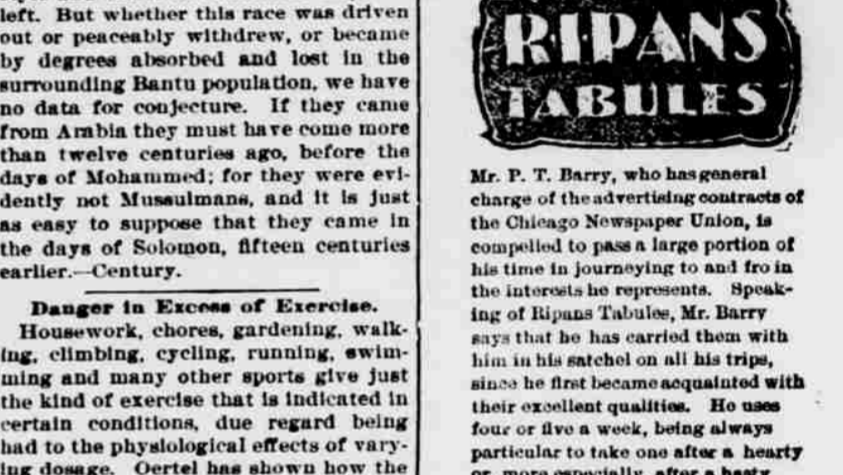 left. But whether this race was driven
out or peaceably withdrew, or became
by degrees absorbed and lost in the
surrounding Bantu population, we have
no data for conjecture. If they came
from Arabia they must have come more
than twelve centuries ago, before the
days of Mohammed; for they were evi-
dently not Mussulmans, and it is just
as easy to suppose that they came in
the days of Solomon, fifteen centuries
earlier.—Century.
Danger in Excess of Exercise.
Housework, chores, gardening, walk-
ing, climbing, cycling, running, swim-
ming and many other sports give just
the kind of exercise that is indicated in
certain conditions, due regard being
had to the physiological effects of vary-
ing dosage. Oertel has shown how the
RIPANS
TABULES
Mr. P. T. Barry, who has general
charge of the advertising contracts of
the Chicago Newspaper Union, is
compelled to pass a large portion of
his time in journeying to and fro in
the interests he represents. Speak-
ing of Ripans Tabules, Mr. Barry
says that he has carried them with
him in his satchel on all his trips,
since he first became acquainted with
their excellent qualities. He uses
four or five a week, being always
particular to take one after a hearty
or, more especially, after a hasty